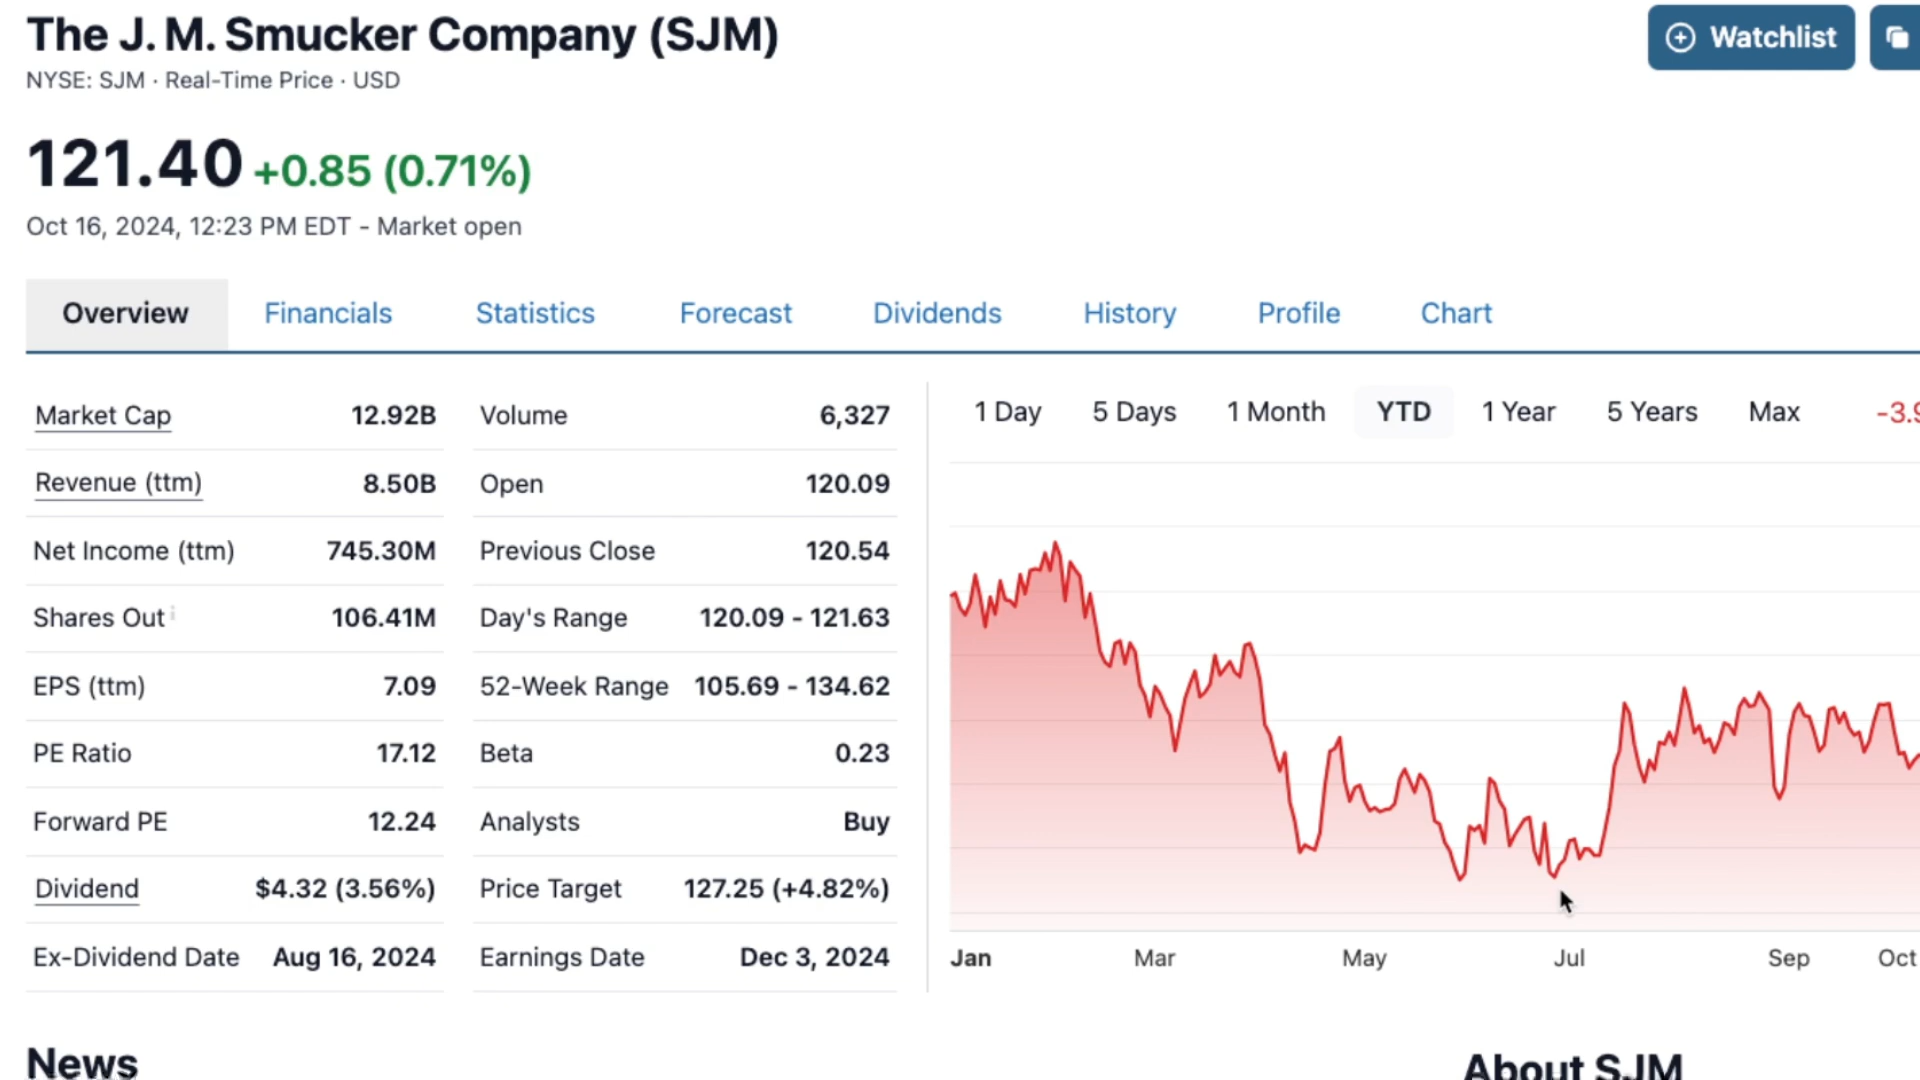 The J. M. Smucker Company (SJM)
Watchlist
NYSE: SJM · Real-Time Price · USD
121.40 +0.85 (0.71%)
Oct 16, 2024, 12:23 PM EDT - Market open
Overview Financials Statistics Forecast Dividends History Profile Chart
Market Cap 12.92B Volume 6,327
Revenue (ttm) 8.50B Open 120.09
Net Income (ttm) 745.30M Previous Close 120.54
Shares Out i 106.41M Day's Range 120.09 - 121.63
EPS (ttm) 7.09 52-Week Range 105.69 - 134.62
PE Ratio 17.12 Beta 0.23
Forward PE 12.24 Analysts Buy
Dividend $4.32 (3.56%) Price Target 127.25 (+4.82%)
Ex-Dividend Date Aug 16, 2024 Earnings Date Dec 3, 2024
1 Day 5 Days 1 Month YTD 1 Year 5 Years Max
Jan Mar May Jul Sep Oct
News
About SJM